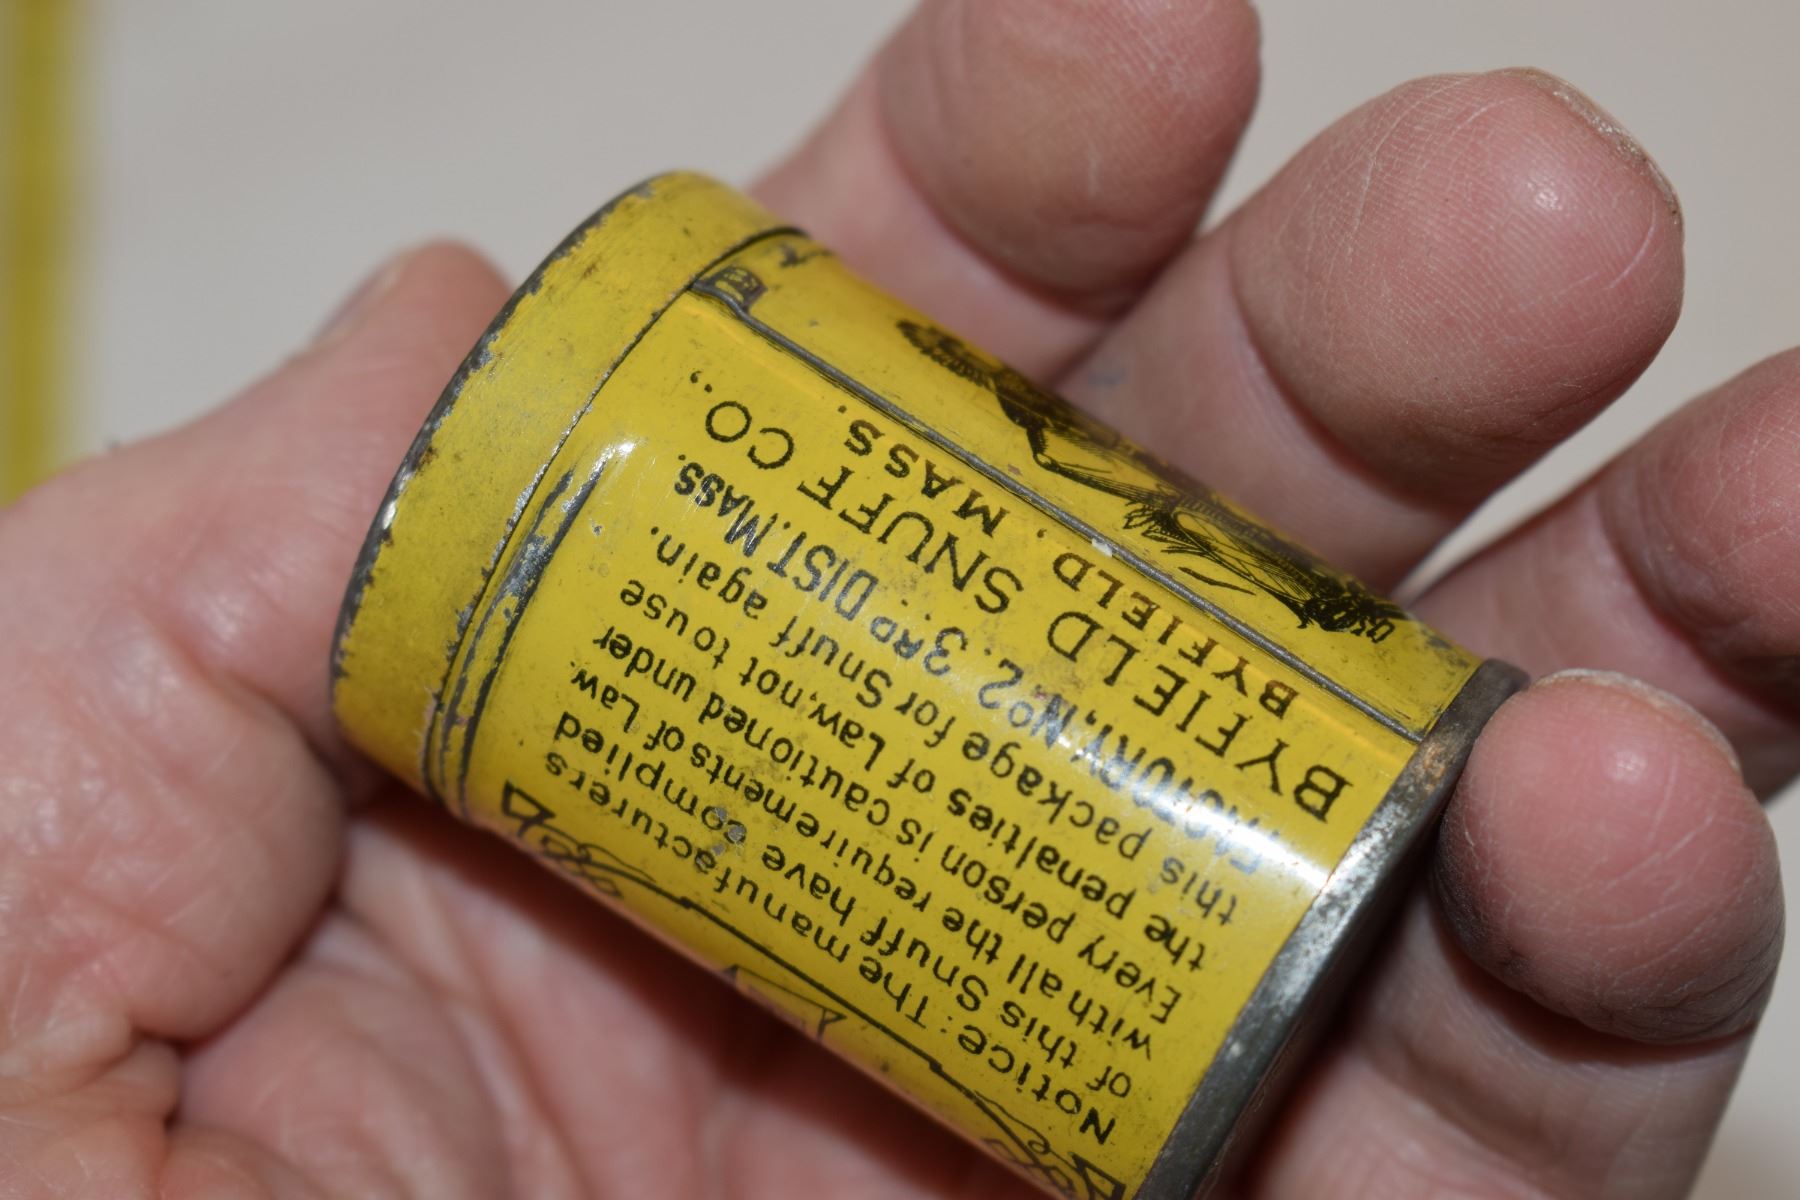 Notice: The manufacturers
of this Snuff have complied
with all the requirements of Law.
Every person is cautioned under
the penalties of Law, not to use
this package for Snuff again.
FACTORY, No 2. 3RD DIST. MASS.
BYFIELD SNUFF CO.,
BYFIELD, MASS.